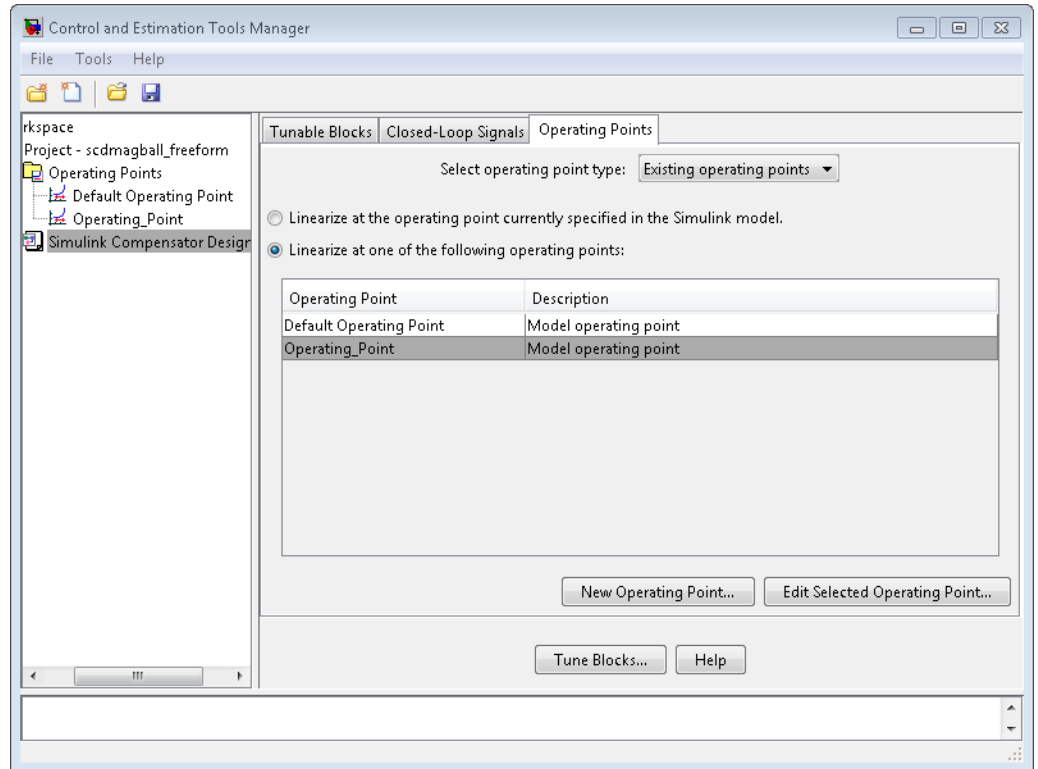 Control and Estimation Tools Manager
File Tools Help
rkspace
Project - scdmagball_freeform
Operating Points
Default Operating Point
Operating_Point
Simulink Compensator Desigr
Tunable Blocks Closed-Loop Signals Operating Points
Select operating point type: Existing operating points
Linearize at the operating point currently specified in the Simulink model.
Linearize at one of the following operating points:
Operating Point Description
Default Operating Point Model operating point
Operating_Point Model operating point
New Operating Point... Edit Selected Operating Point...
Tune Blocks... Help